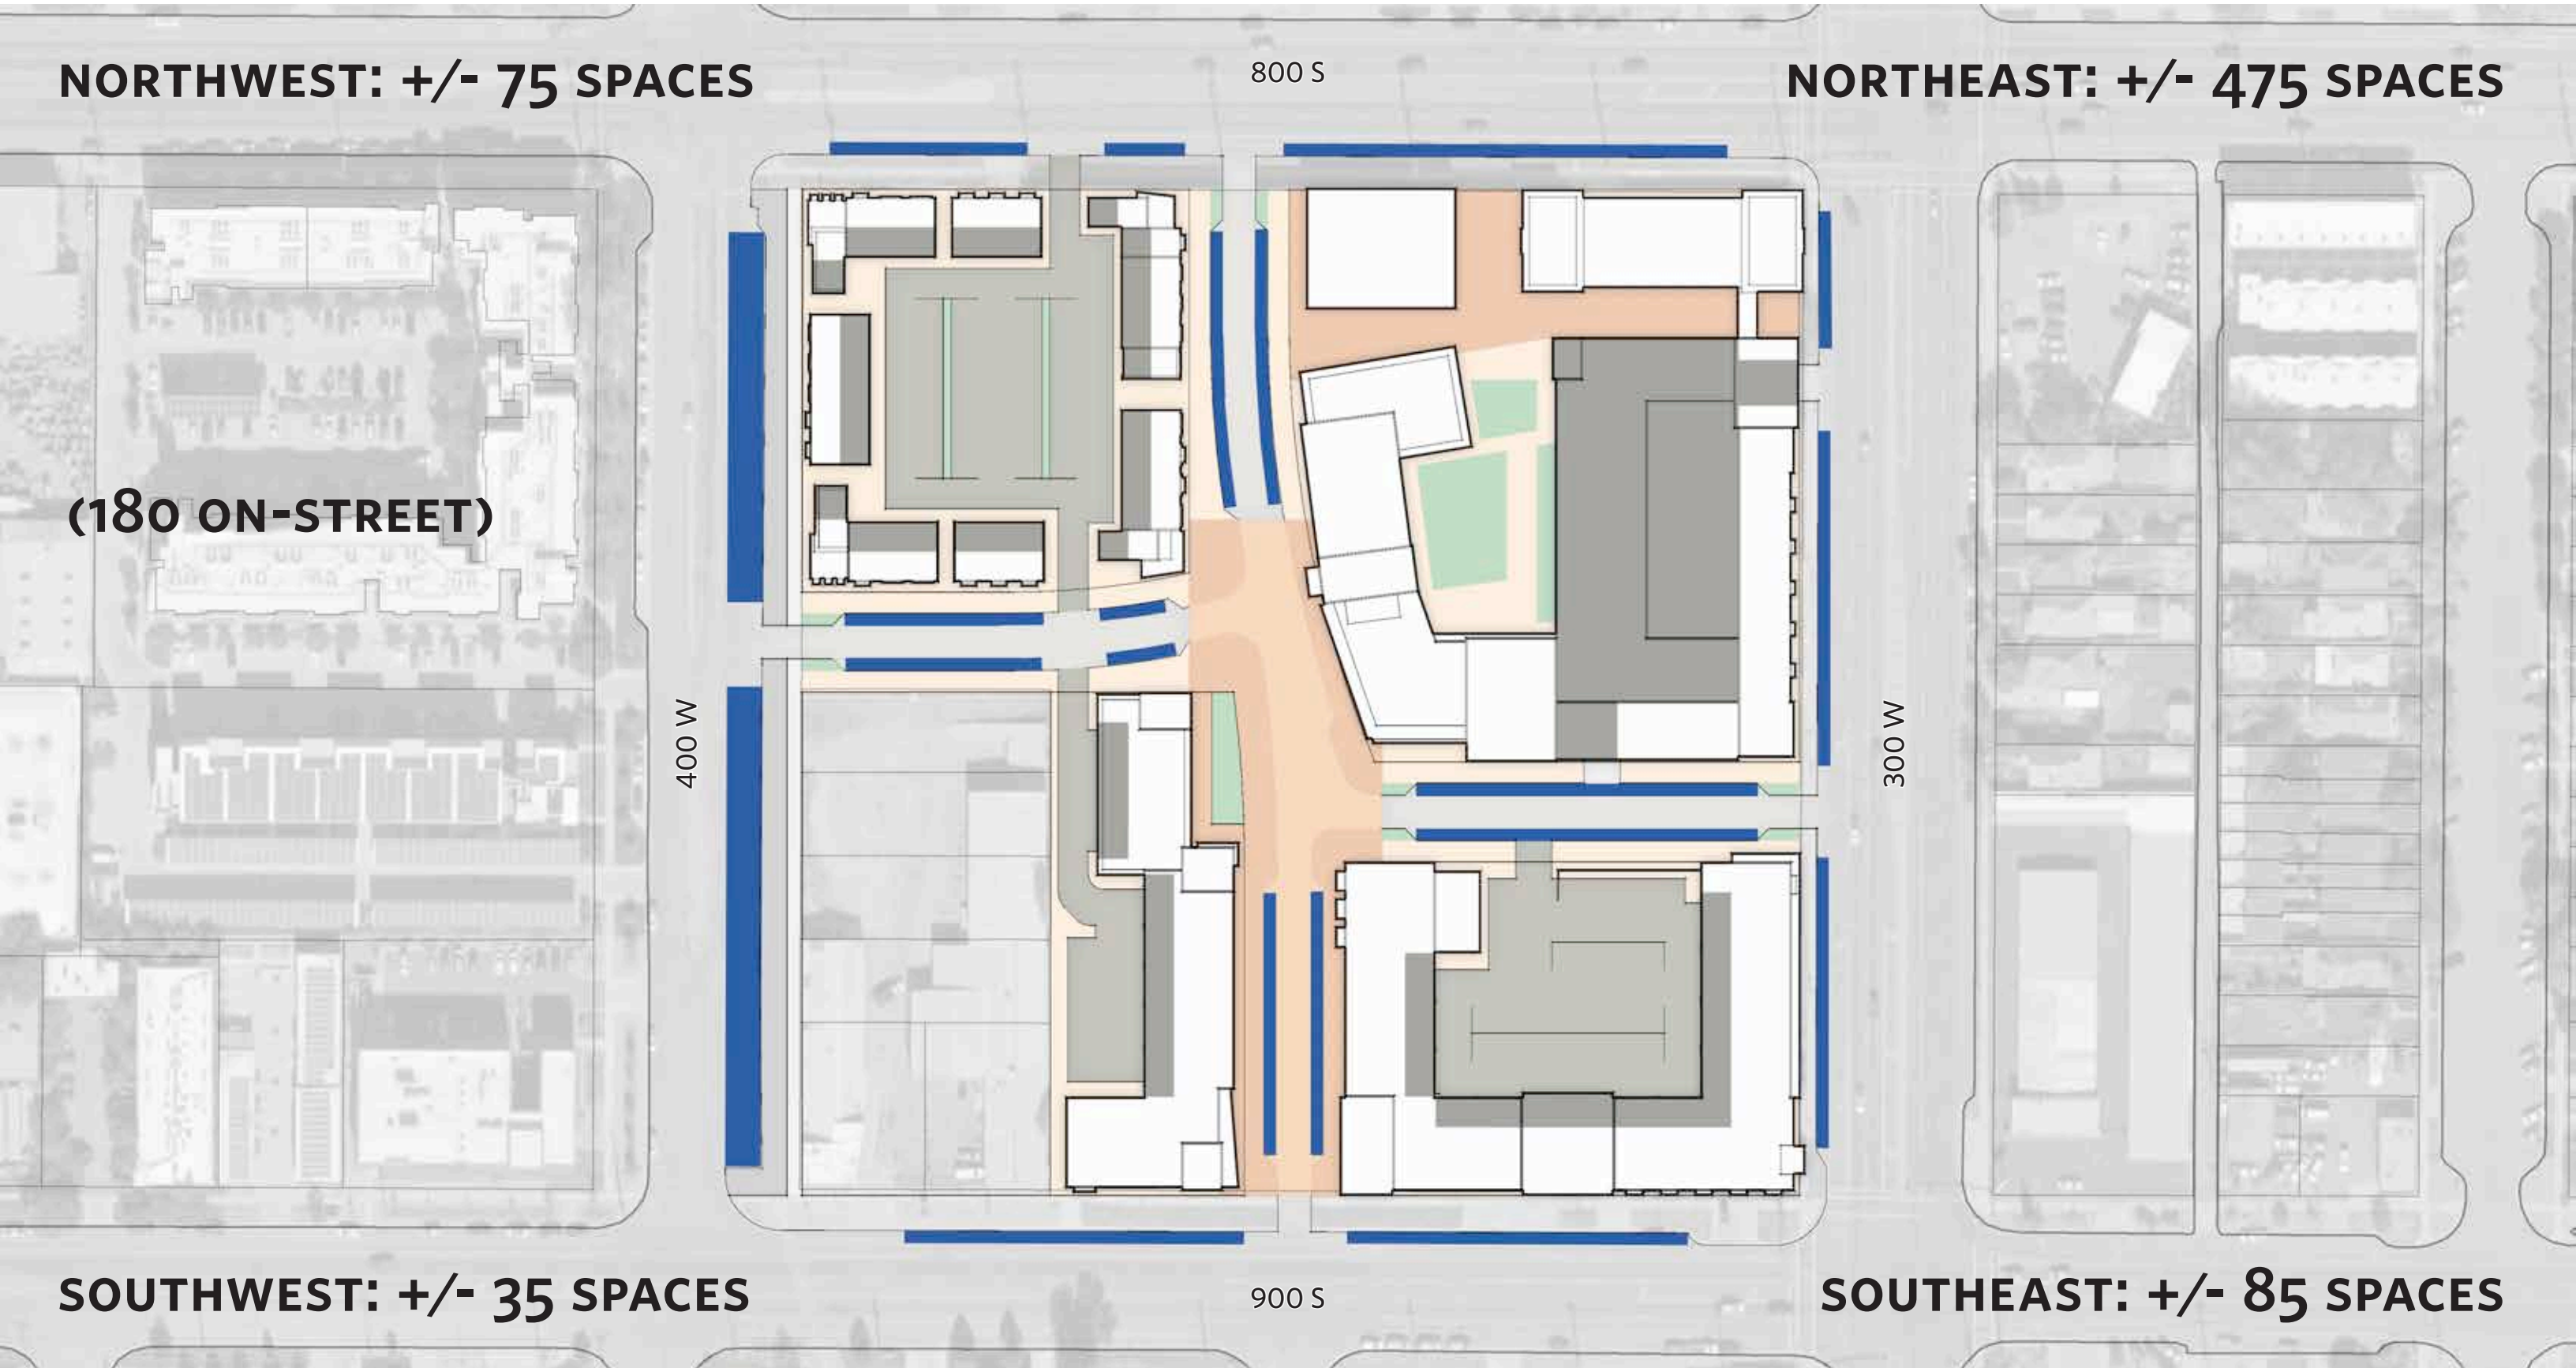 800 S
NORTHWEST: +/- 75 SPACES
NORTHEAST: +/- 475 SPACES
(180 ON-STREET)
400 W
300 W
SOUTHWEST: +/- 35 SPACES
900 S
SOUTHEAST: +/- 85 SPACES